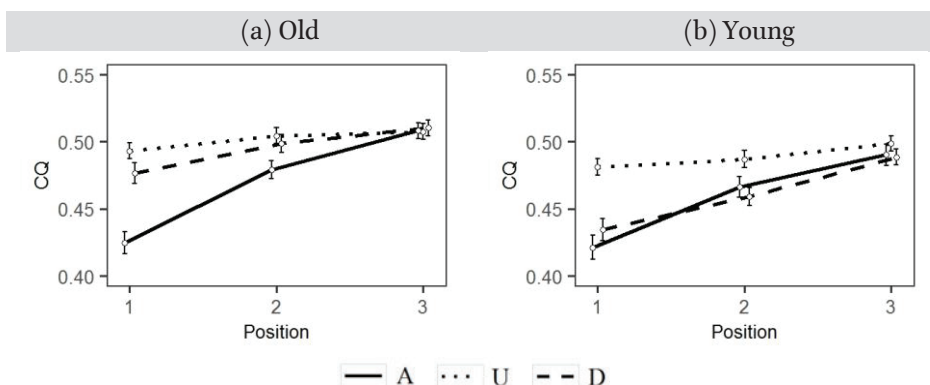 (a) Old (b) Young
0.55 0.55
0.50 0.50
CQ CQ
0.45 0.45
0.40 0.40
1 2 3 1 2 3
Position Position
A U D